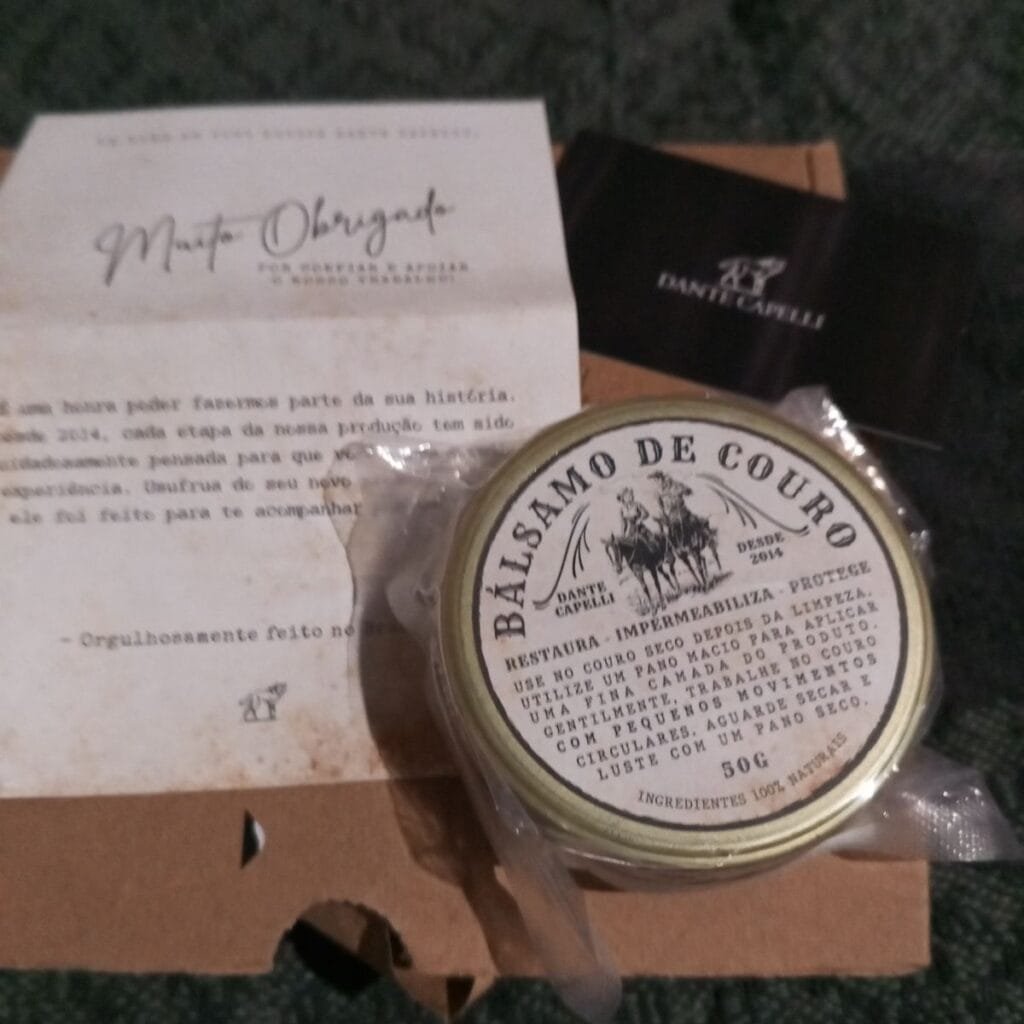 Muito Obrigado
POR CONFIAR E APOIAR
O NOSSO TRABALHO!
É uma honra poder fazermos parte da sua história.
desde 2014, cada etapa da nossa produção tem sido
cuidadosamente pensada para que
experiência. Usufrua do seu novo
ele foi feito para te acompanhar
- Orgulhosamente feito no
DANTE CAPELLI
BÁLSAMO DE COURO
DANTE
CAPELLI
DESDE
2014
RESTAURA - IMPERMEABILIZA - PROTEGE
USE NO COURO SECO DEPOIS DA LIMPEZA.
UTILIZE UM PANO MACIO PARA APLICAR
UMA FINA CAMADA DO PRODUTO.
GENTILMENTE, TRABALHE NO COURO
COM PEQUENOS MOVIMENTOS
CIRCULARES, AGUARDE SECAR E
LUSTE COM UM PANO SECO.
50G
INGREDIENTES 100% NATURAIS